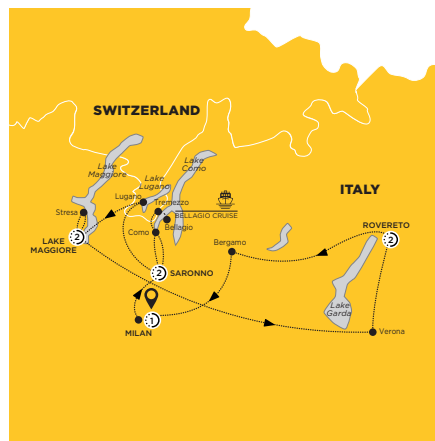 SWITZERLAND
Lake
Maggiore
Lake
Lugano
Lake
Como
Lugano
Tremezzo
BELLAGIO CRUISE
Stresa
Bellagio
Como
LAKE
MAGGIORE
2
2
SARONNO
Bergamo
ITALY
ROVERETO
2
Lake
Garda
Verona
MILAN
1